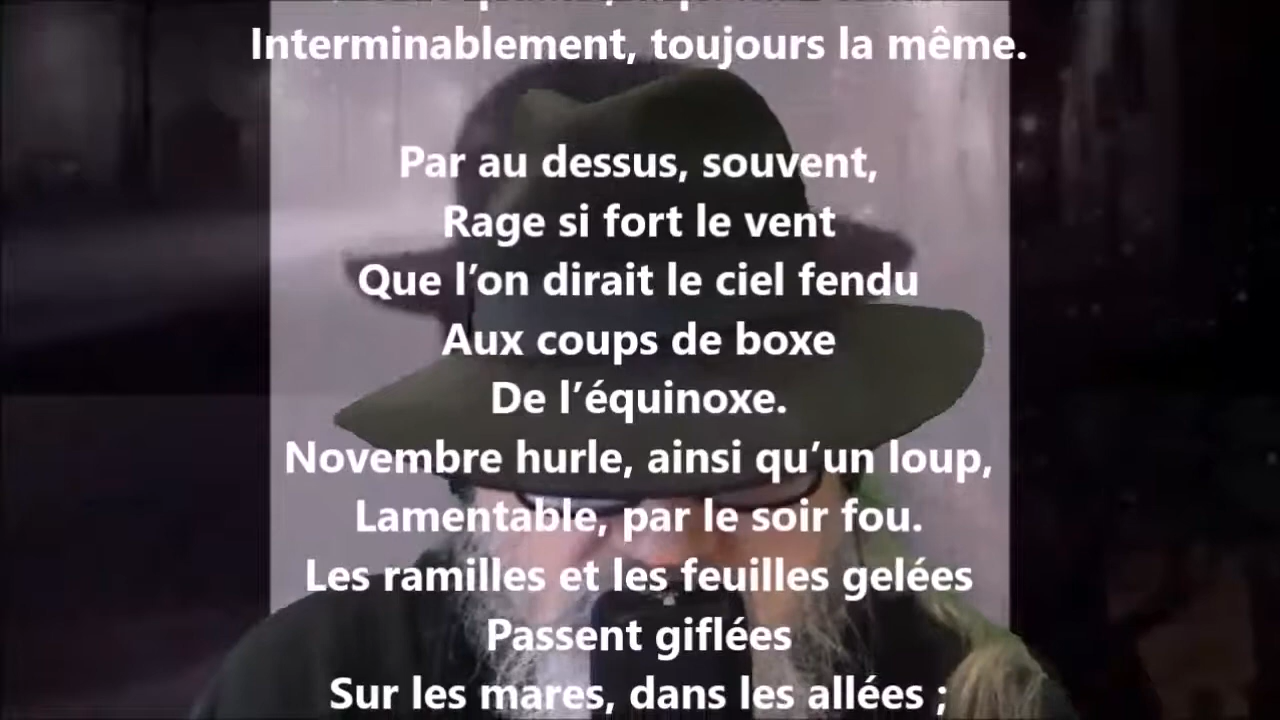 Interminablement, toujours la même.
Par au dessus, souvent,
Rage si fort le vent
Que l’on dirait le ciel fendu
Aux coups de boxe
De l’équinoxe.
Novembre hurle, ainsi qu’un loup,
Lamentable, par le soir fou.
Les ramilles et les feuilles gelées
Passent giflées
Sur les mares, dans les allées ;